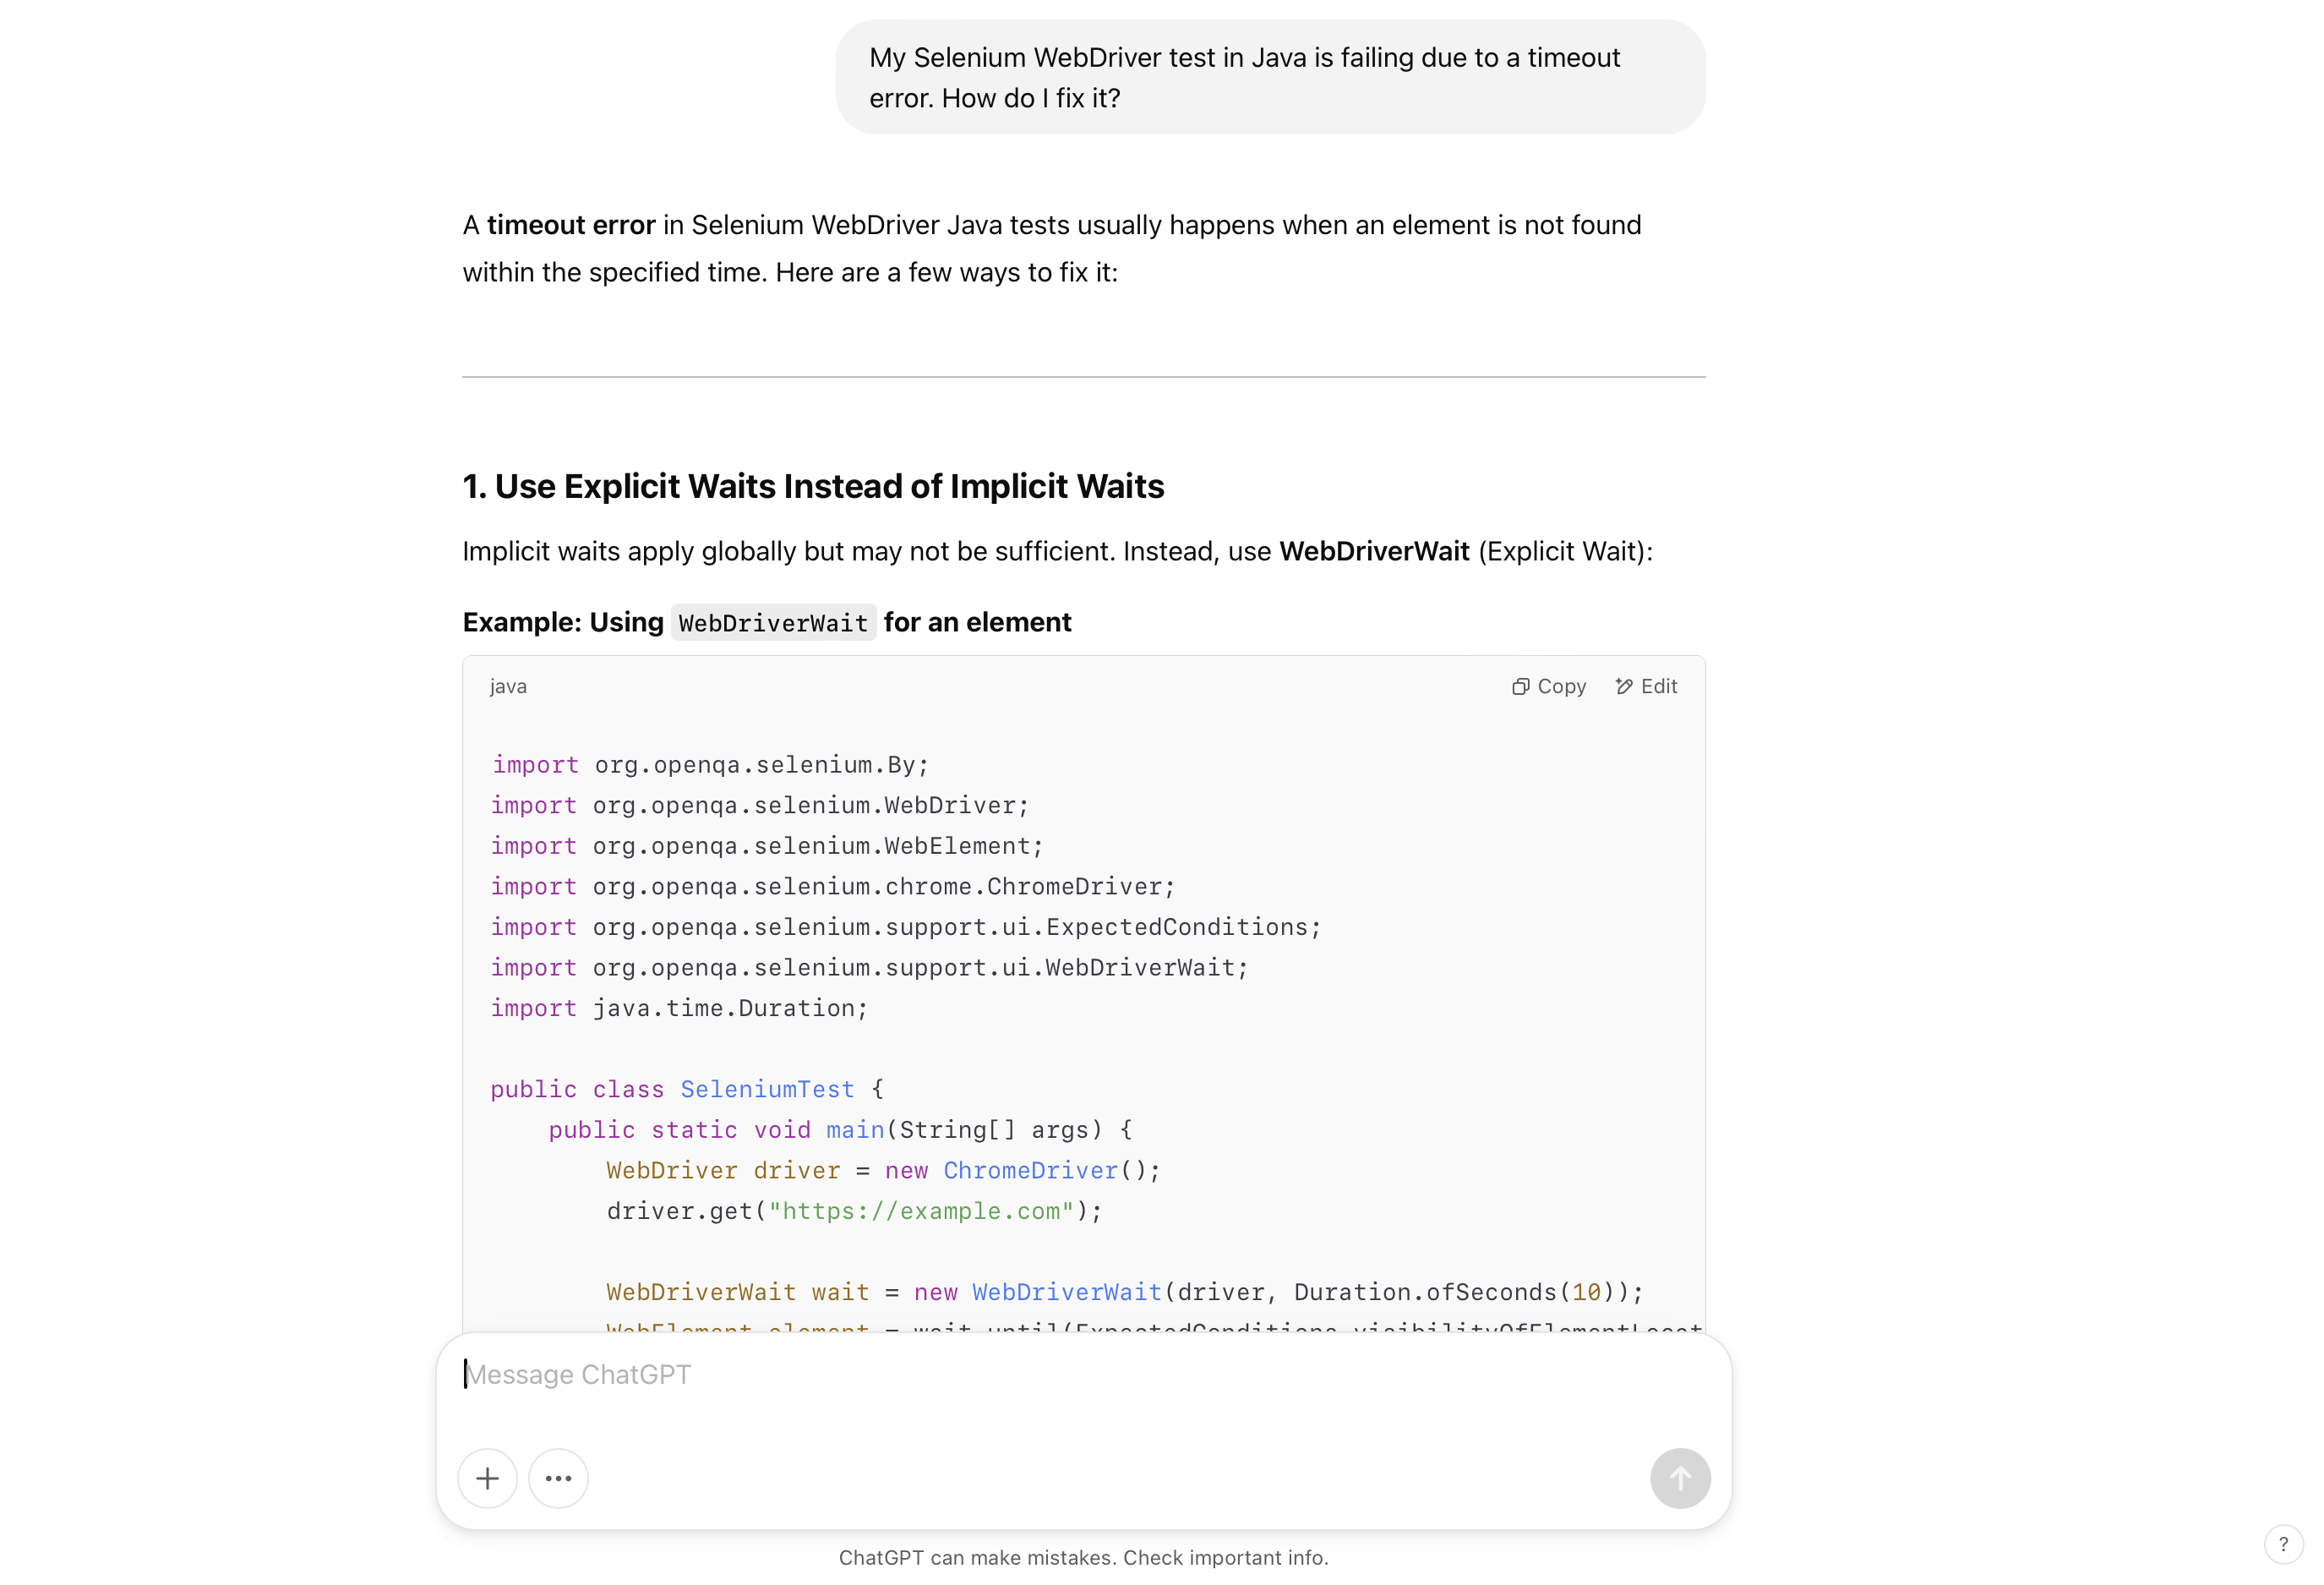 My Selenium WebDriver test in Java is failing due to a timeout
error. How do I fix it?
A timeout error in Selenium WebDriver Java tests usually happens when an element is not found
within the specified time. Here are a few ways to fix it:
1. Use Explicit Waits Instead of Implicit Waits
Implicit waits apply globally but may not be sufficient. Instead, use WebDriverWait (Explicit Wait):
Example: Using WebDriverWait for an element
java
Copy
Edit
import org.openqa.selenium.By;
import org.openqa.selenium.WebDriver;
import org.openqa.selenium.WebElement;
import org.openqa.selenium.chrome.ChromeDriver;
import org.openqa.selenium.support.ui.ExpectedConditions;
import org.openqa.selenium.support.ui.WebDriverWait;
import java.time.Duration;
public class SeleniumTest {
    public static void main(String[] args) {
        WebDriver driver = new ChromeDriver();
        driver.get("https://example.com");
        WebDriverWait wait = new WebDriverWait(driver, Duration.ofSeconds(10));
        WebElement element = wait.until(ExpectedConditions.visibilityOfElementLocat
Message ChatGPT
ChatGPT can make mistakes. Check important info.
?